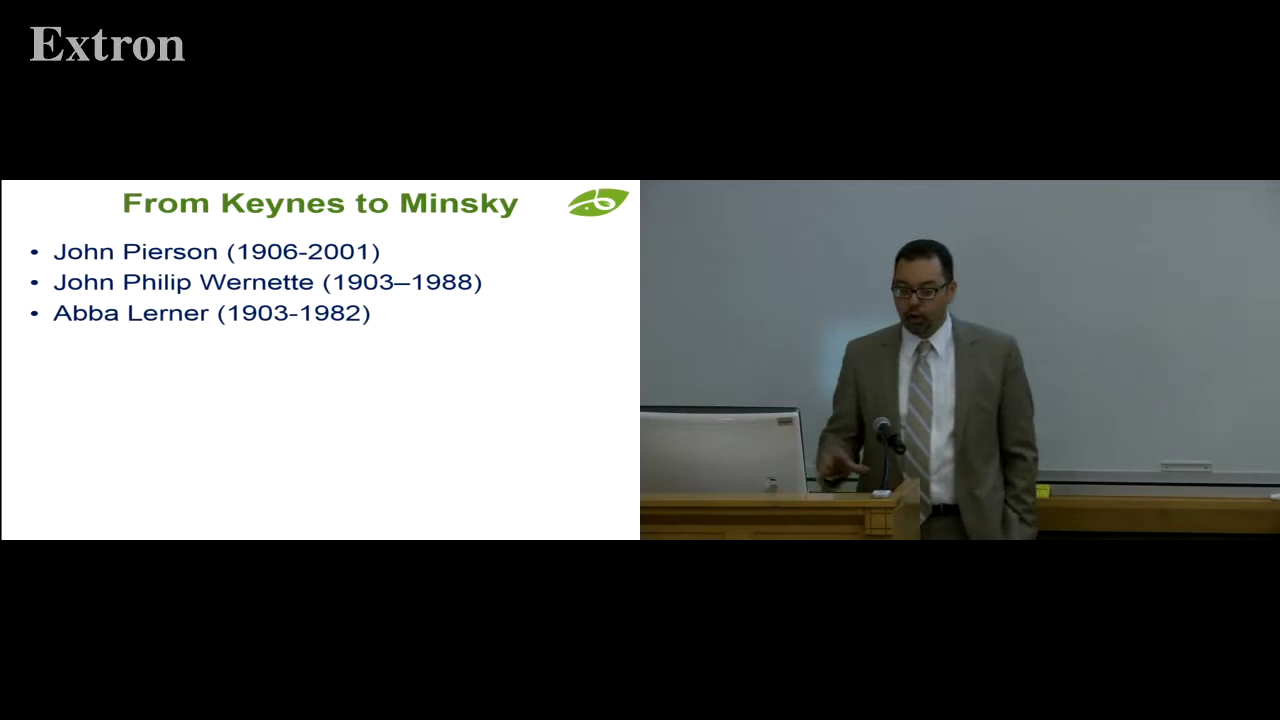 Extron
From Keynes to Minsky
• John Pierson (1906-2001)
• John Philip Wernette (1903–1988)
• Abba Lerner (1903-1982)